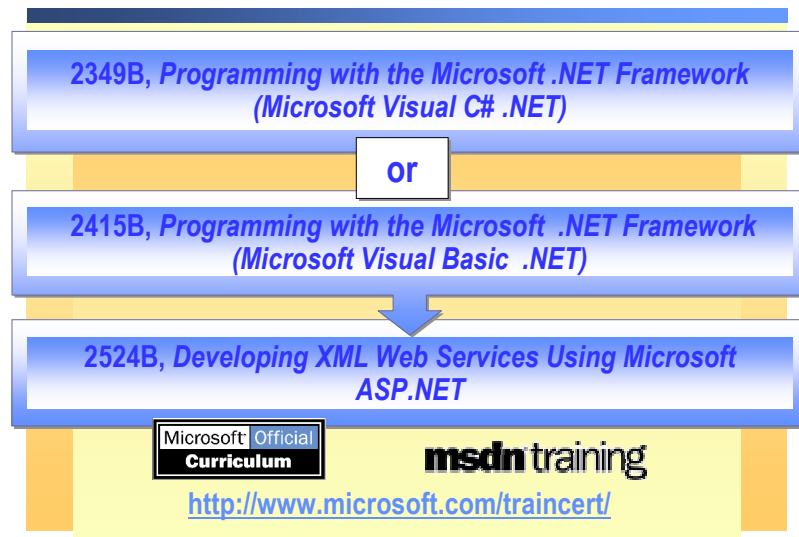 2349B, Programming with the Microsoft .NET Framework
(Microsoft Visual C# .NET)
or
2415B, Programming with the Microsoft .NET Framework
(Microsoft Visual Basic .NET)
2524B, Developing XML Web Services Using Microsoft
ASP.NET
Microsoft Official
Curriculum
msdn training
http://www.microsoft.com/traincert/